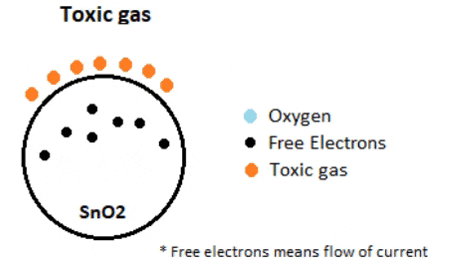 Toxic gas
Oxygen
Free Electrons
Toxic gas
SnO2
* Free electrons means flow of current